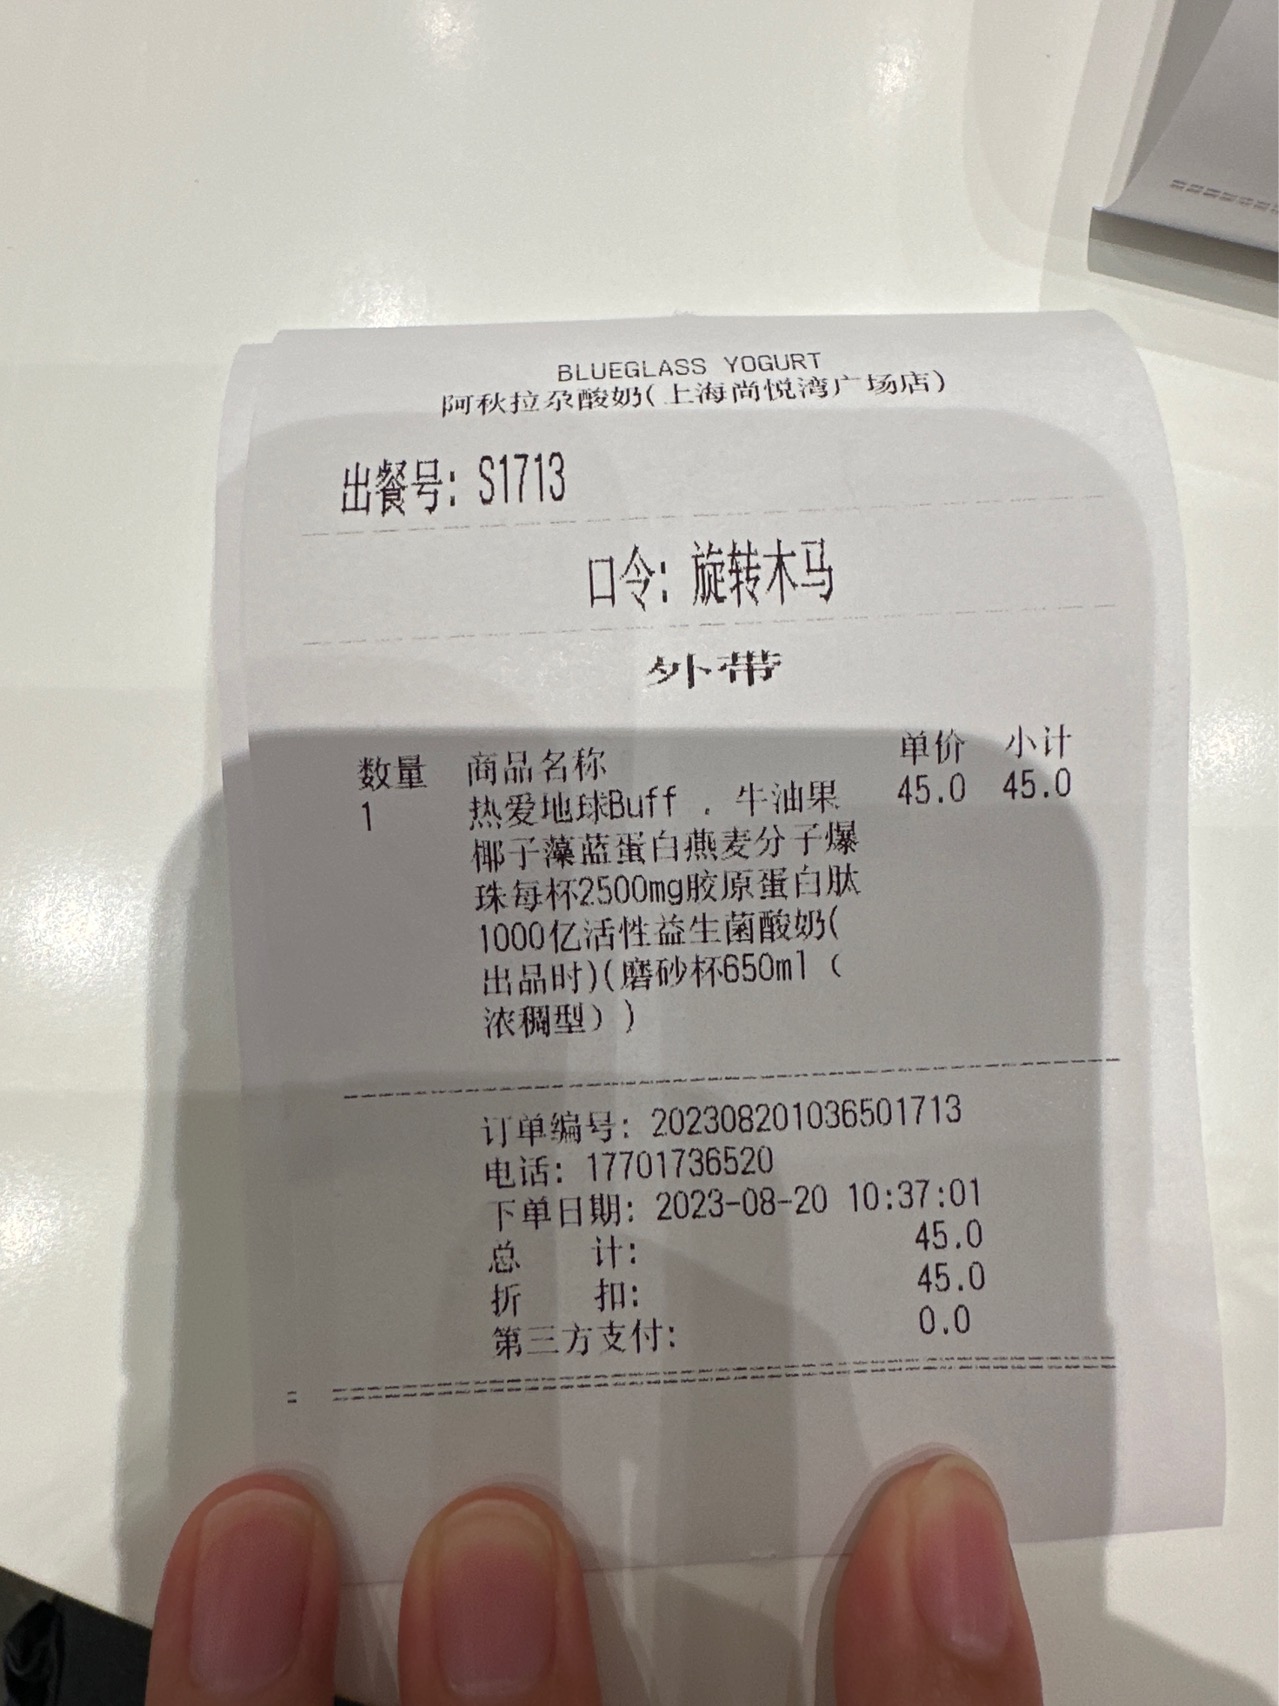 BLUEGLASS YOGURT
阿秋拉尕酸奶(上海尚悦湾广场店)
出餐号: S1713
口令: 旋转木马
外带
数量 商品名称 单价 小计
1 热爱地球Buff . 牛油果 45.0 45.0
椰子藻蓝蛋白燕麦分子爆
珠每杯2500mg胶原蛋白肽
1000亿活性益生菌酸奶(
出品时)(磨砂杯650ml (
浓稠型))
订单编号: 202308201036501713
电话: 17701736520
下单日期: 2023-08-20 10:37:01
总 计: 45.0
折 扣: 45.0
第三方支付: 0.0